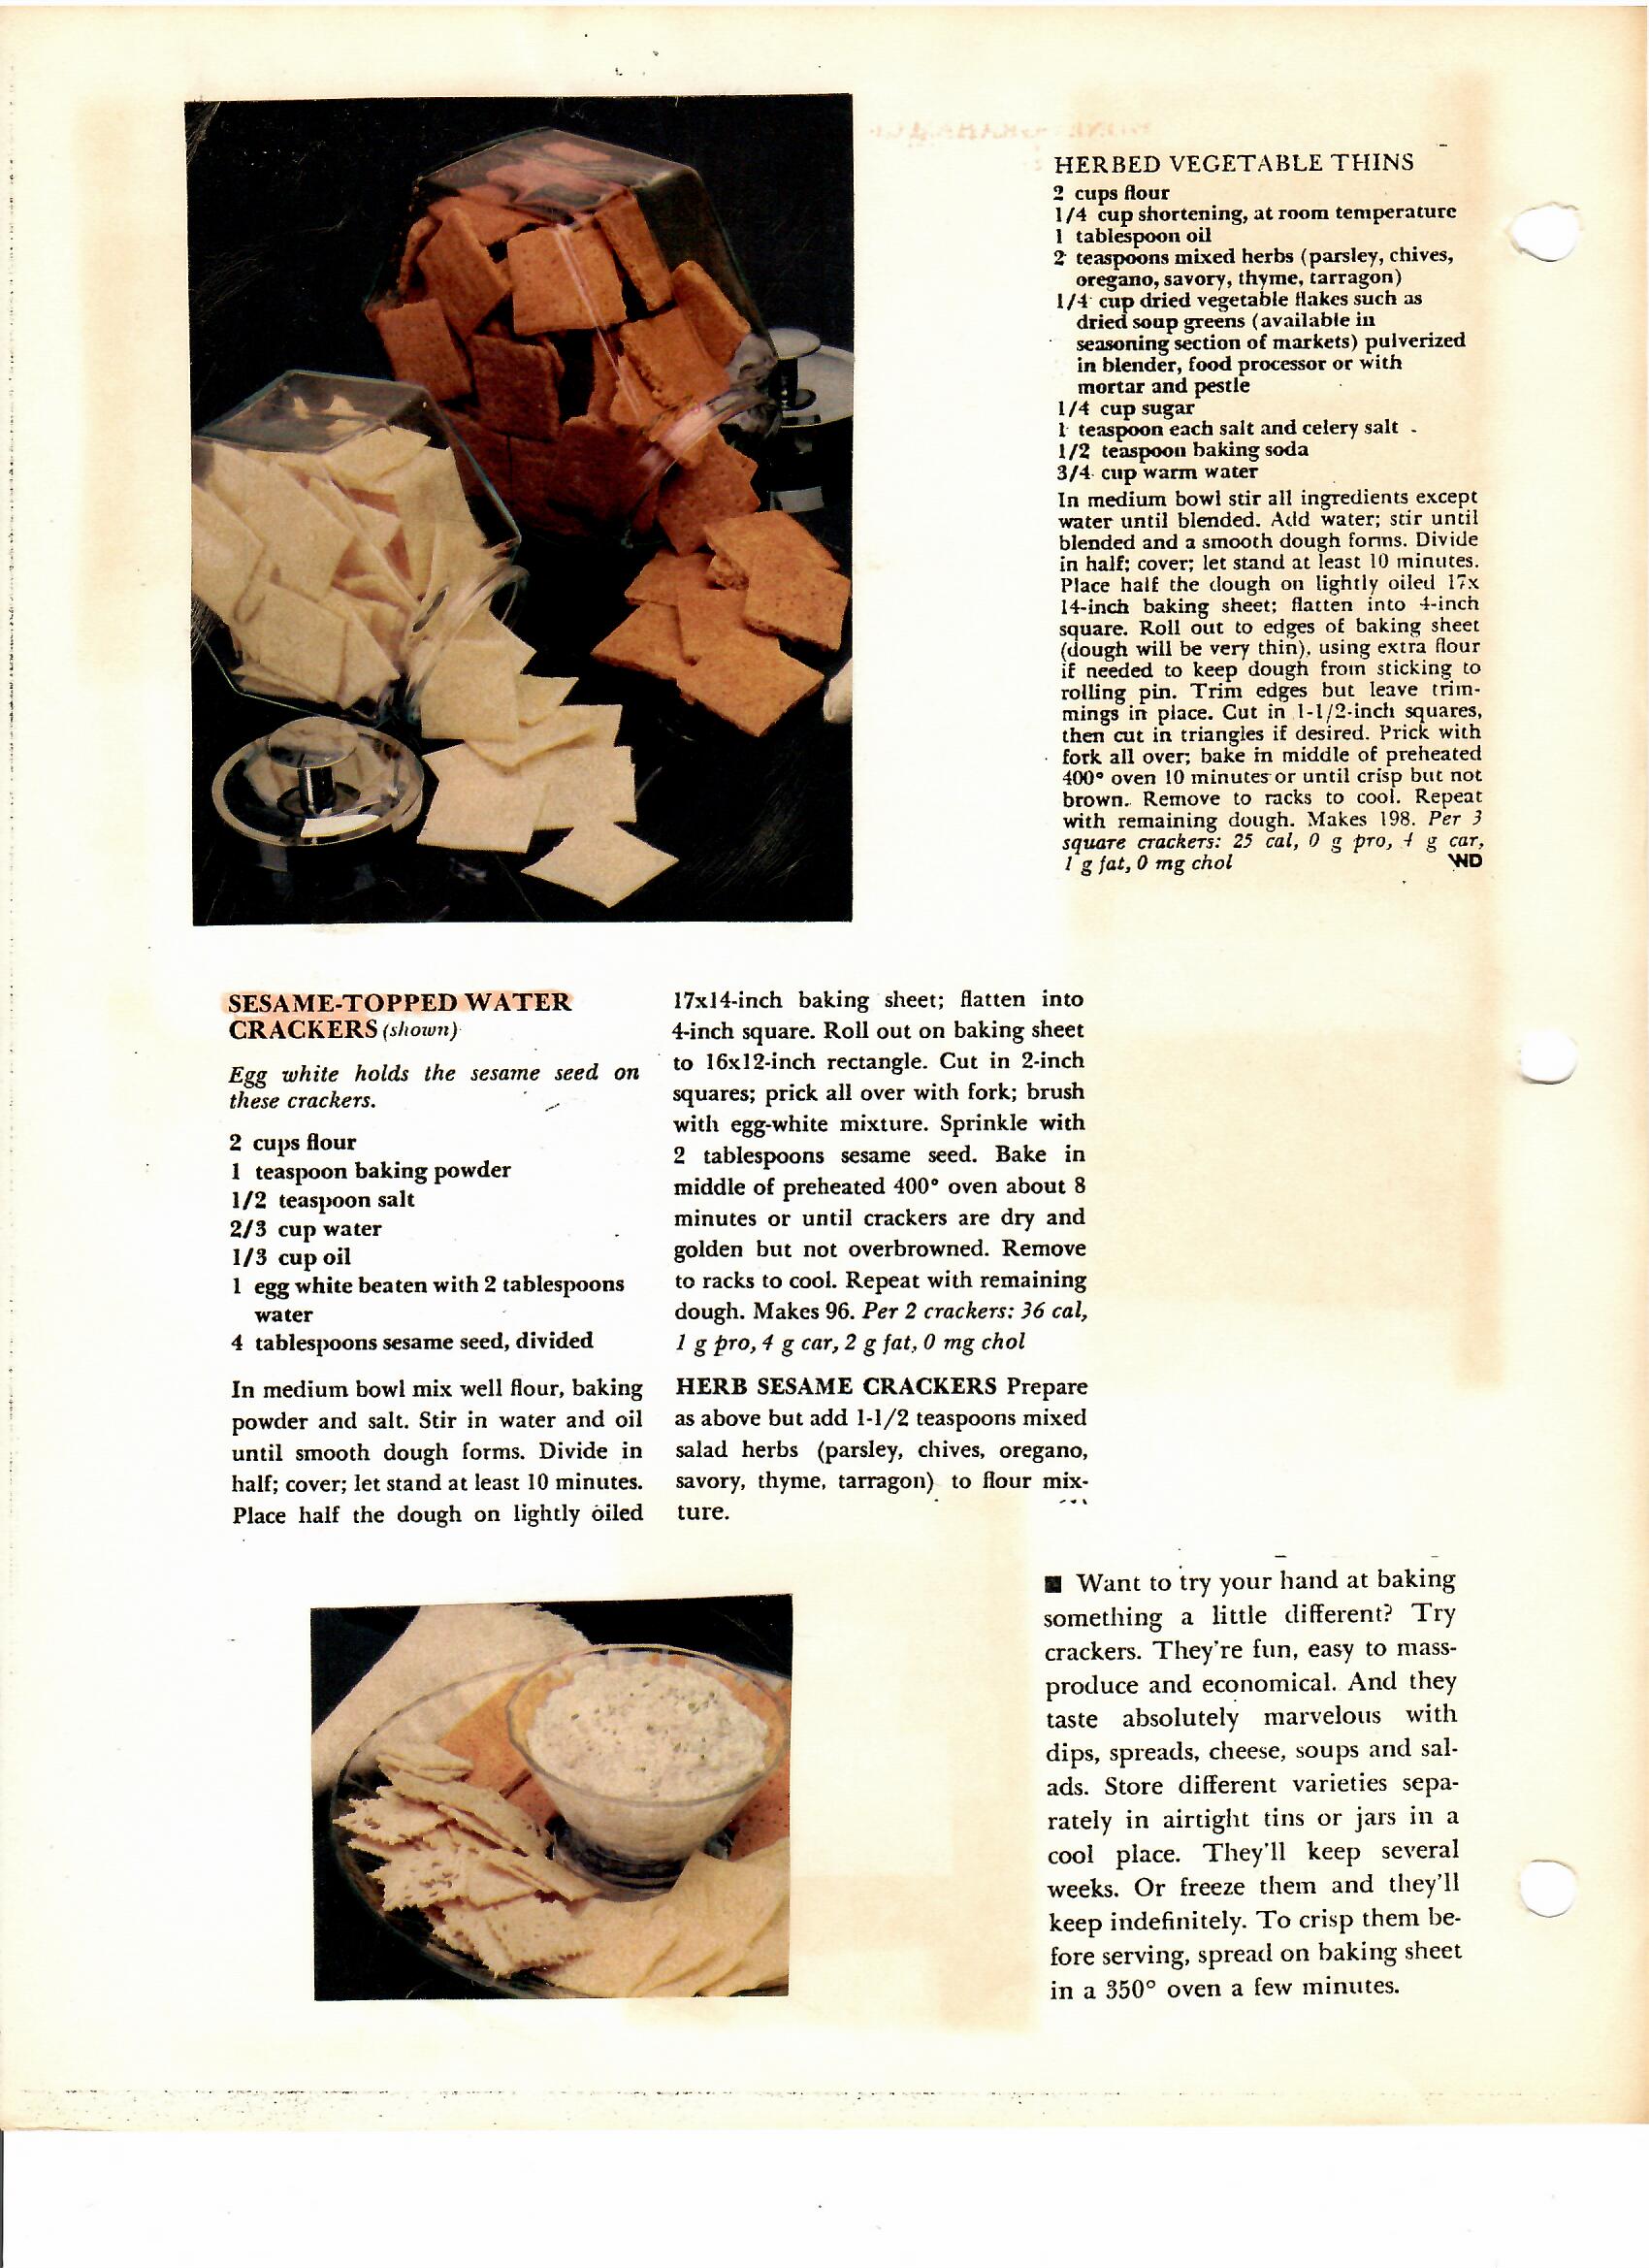 HERBED VEGETABLE THINS
2 cups flour
1/4 cup shortening, at room temperature
1 tablespoon oil
2 teaspoons mixed herbs (parsley, chives,
oregano, savory, thyme, tarragon)
1/4 cup dried vegetable flakes such as
dried soup greens (available in
seasoning section of markets) pulverized
in blender, food processor or with
mortar and pestle
1/4 cup sugar
1 teaspoon each salt and celery salt
1/2 teaspoon baking soda
3/4 cup warm water
In medium bowl stir all ingredients except
water until blended. Add water; stir until
blended and a smooth dough forms. Divide
in half; cover; let stand at least 10 minutes.
Place half the dough on lightly oiled 17x
14-inch baking sheet; flatten into 4-inch
square. Roll out to edges of baking sheet
(dough will be very thin), using extra flour
if needed to keep dough from sticking to
rolling pin. Trim edges but leave trim-
mings in place. Cut in 1-1/2-inch squares,
then cut in triangles if desired. Prick with
fork all over; bake in middle of preheated
400° oven 10 minutes or until crisp but not
brown. Remove to racks to cool. Repeat
with remaining dough. Makes 198. Per 3
square crackers: 25 cal, 0 g pro, 4 g car,
1 g fat, 0 mg chol WD
SESAME-TOPPED WATER
CRACKERS (shown)
Egg white holds the sesame seed on
these crackers.
2 cups flour
1 teaspoon baking powder
1/2 teaspoon salt
2/3 cup water
1/3 cup oil
1 egg white beaten with 2 tablespoons
water
4 tablespoons sesame seed, divided
In medium bowl mix well flour, baking
powder and salt. Stir in water and oil
until smooth dough forms. Divide in
half; cover; let stand at least 10 minutes.
Place half the dough on lightly oiled
17x14-inch baking sheet; flatten into
4-inch square. Roll out on baking sheet
to 16x12-inch rectangle. Cut in 2-inch
squares; prick all over with fork; brush
with egg-white mixture. Sprinkle with
2 tablespoons sesame seed. Bake in
middle of preheated 400° oven about 8
minutes or until crackers are dry and
golden but not overbrowned. Remove
to racks to cool. Repeat with remaining
dough. Makes 96. Per 2 crackers: 36 cal,
1 g pro, 4 g car, 2 g fat, 0 mg chol
HERB SESAME CRACKERS Prepare
as above but add 1-1/2 teaspoons mixed
salad herbs (parsley, chives, oregano,
savory, thyme, tarragon) to flour mix-
ture.
■ Want to try your hand at baking
something a little different? Try
crackers. They're fun, easy to mass-
produce and economical. And they
taste absolutely marvelous with
dips, spreads, cheese, soups and sal-
ads. Store different varieties sepa-
rately in airtight tins or jars in a
cool place. They'll keep several
weeks. Or freeze them and they'll
keep indefinitely. To crisp them be-
fore serving, spread on baking sheet
in a 350° oven a few minutes.